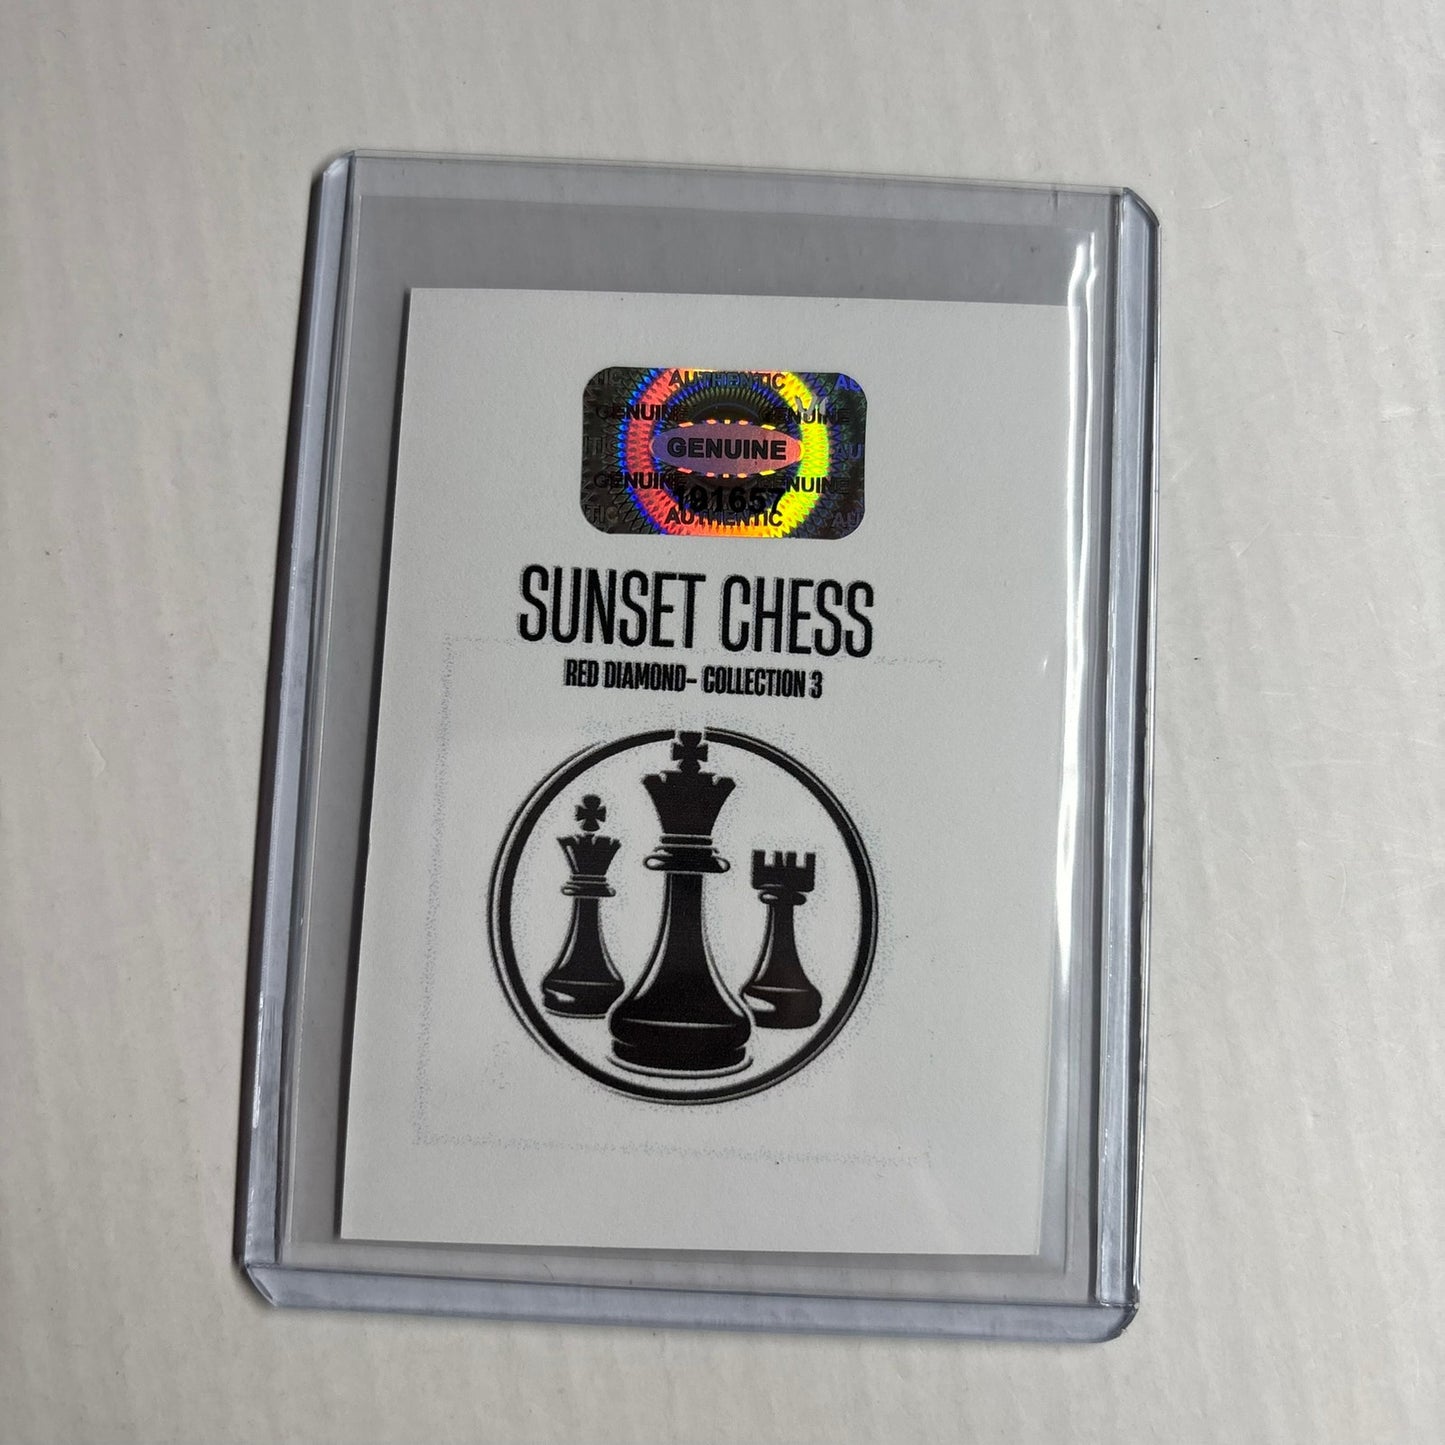 AUTHENTIC
GENUINE GENUINE
GENUINE
GENUINE GENUINE
191657
AUTHENTIC
SUNSET CHESS
RED DIAMOND- COLLECTION 3